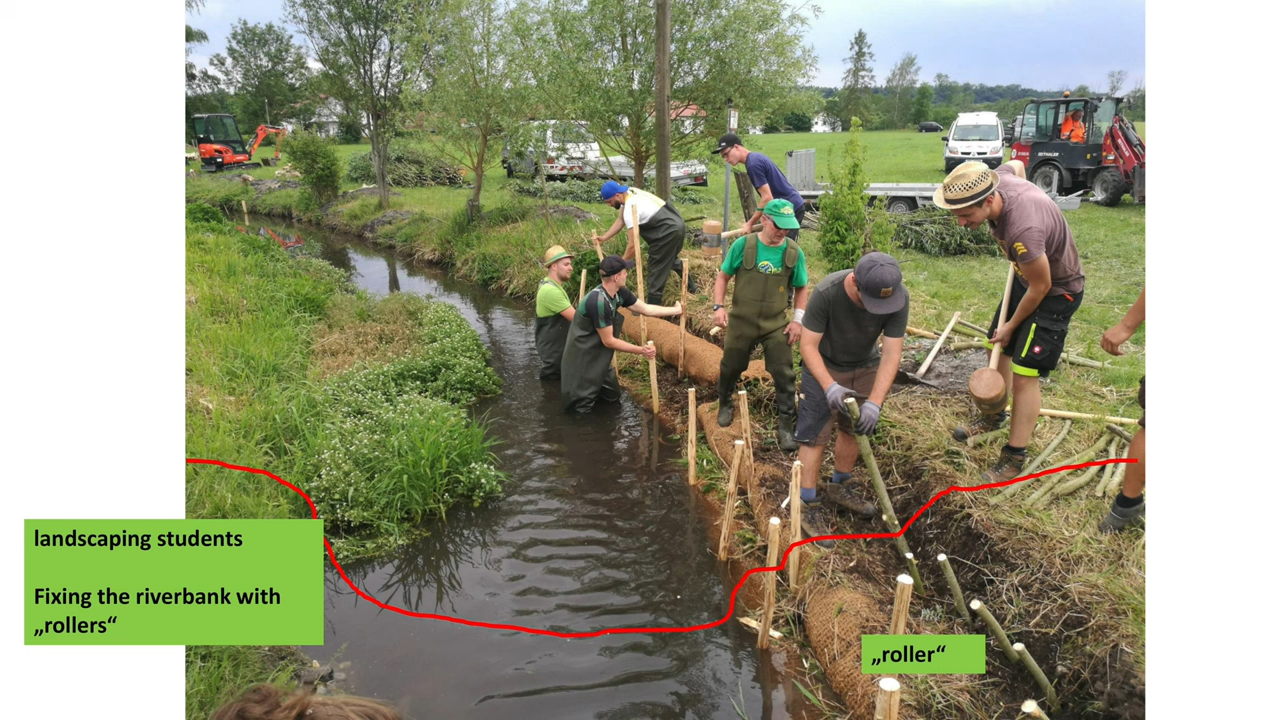 landscaping students
Fixing the riverbank with
„rollers“
„roller“